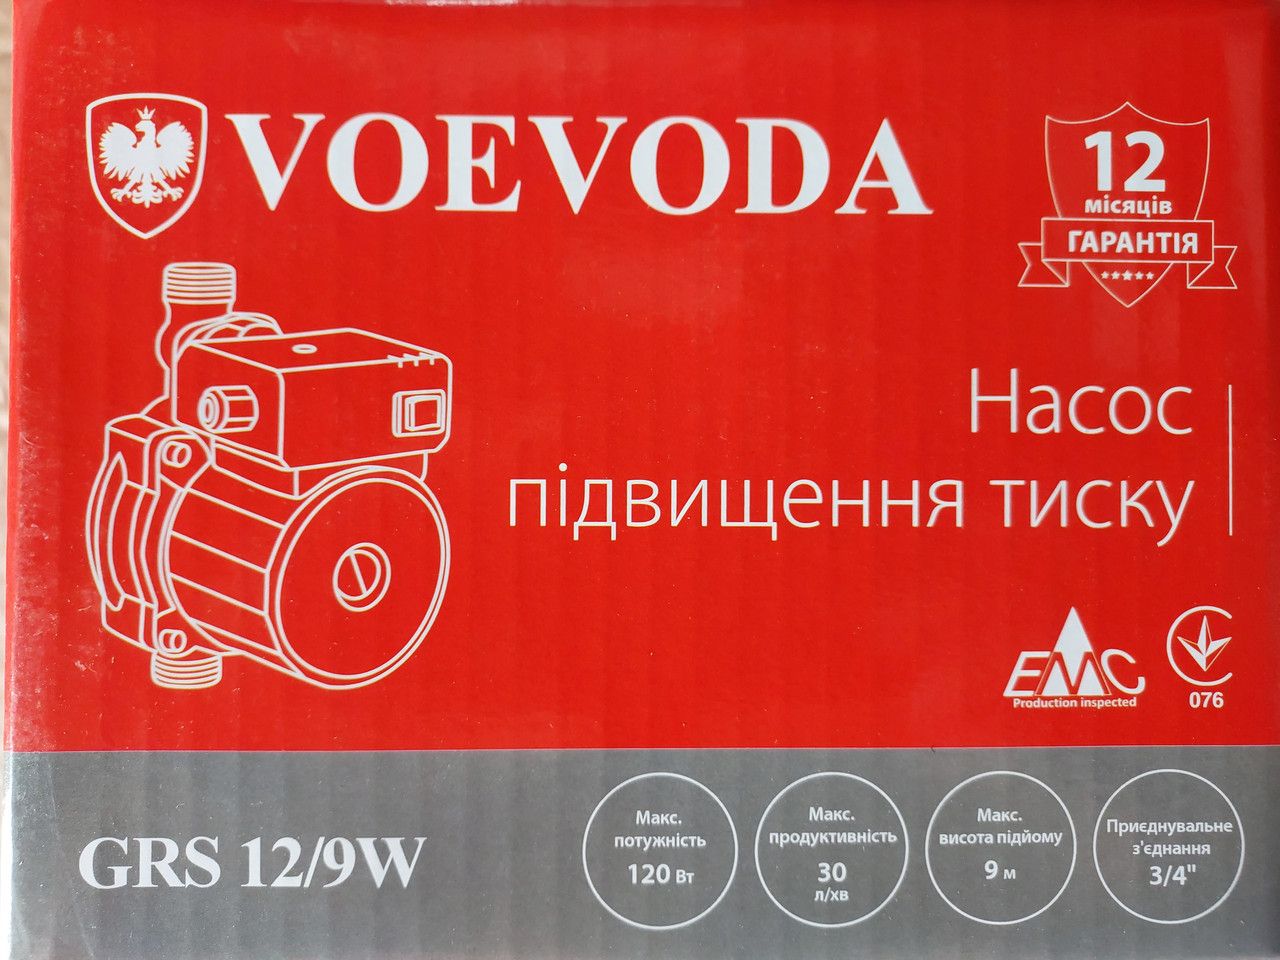 VOEVODA
12
місяців
ГАРАНТІЯ
Насос
підвищення тиску
EMC
Production inspected
076
GRS 12/9W
Макс.
потужність
120 Вт
Макс.
продуктивність
30
л/хв
Макс.
висота підйому
9 м
Приєднувальне
з'єднання
3/4"